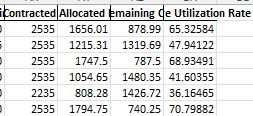 Contracted Allocated emaining e Utilization Rate
2535 1656.01 878.99 65.32584
2535 1215.31 1319.69 47.94122
2535 1747.5 787.5 68.93491
2535 1054.65 1480.35 41.60355
2235 808.28 1426.72 36.16465
2535 1794.75 740.25 70.79882